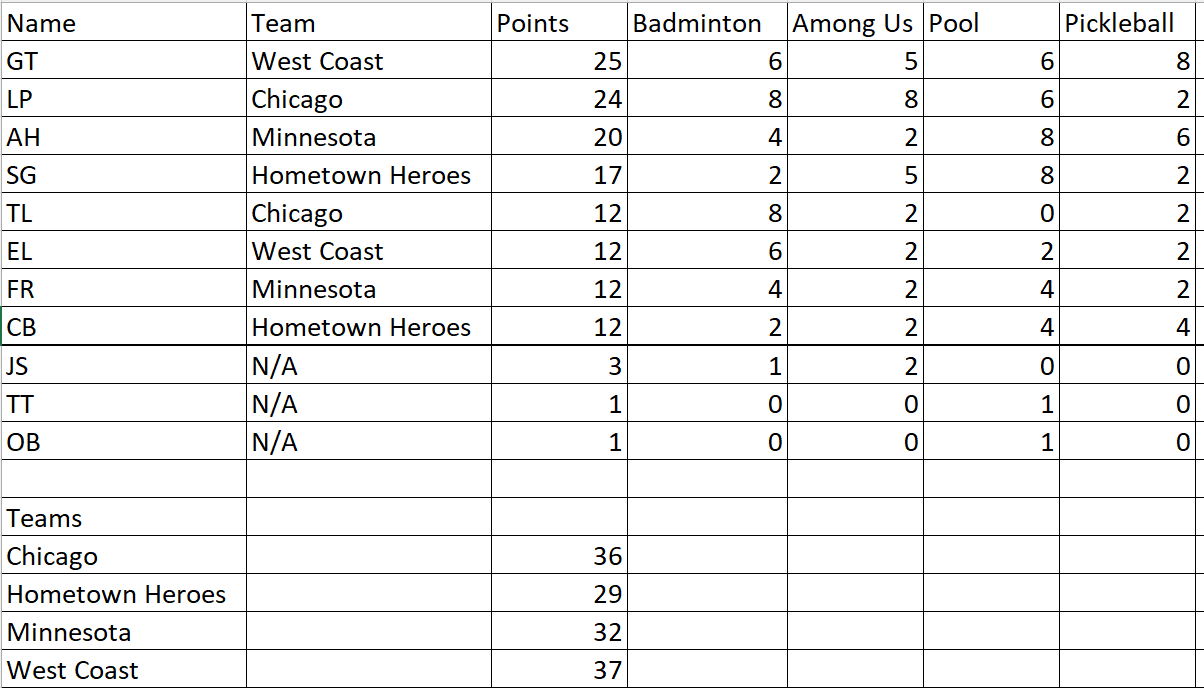 Name Team Points Badminton Among Us Pool Pickleball
GT West Coast 25 6 5 6 8
LP Chicago 24 8 8 6 2
AH Minnesota 20 4 2 8 6
SG Hometown Heroes 17 2 5 8 2
TL Chicago 12 8 2 0 2
EL West Coast 12 6 2 2 2
FR Minnesota 12 4 2 4 2
CB Hometown Heroes 12 2 2 4 4
JS N/A 3 1 2 0 0
TT N/A 1 0 0 1 0
OB N/A 1 0 0 1 0
Teams
Chicago 36
Hometown Heroes 29
Minnesota 32
West Coast 37